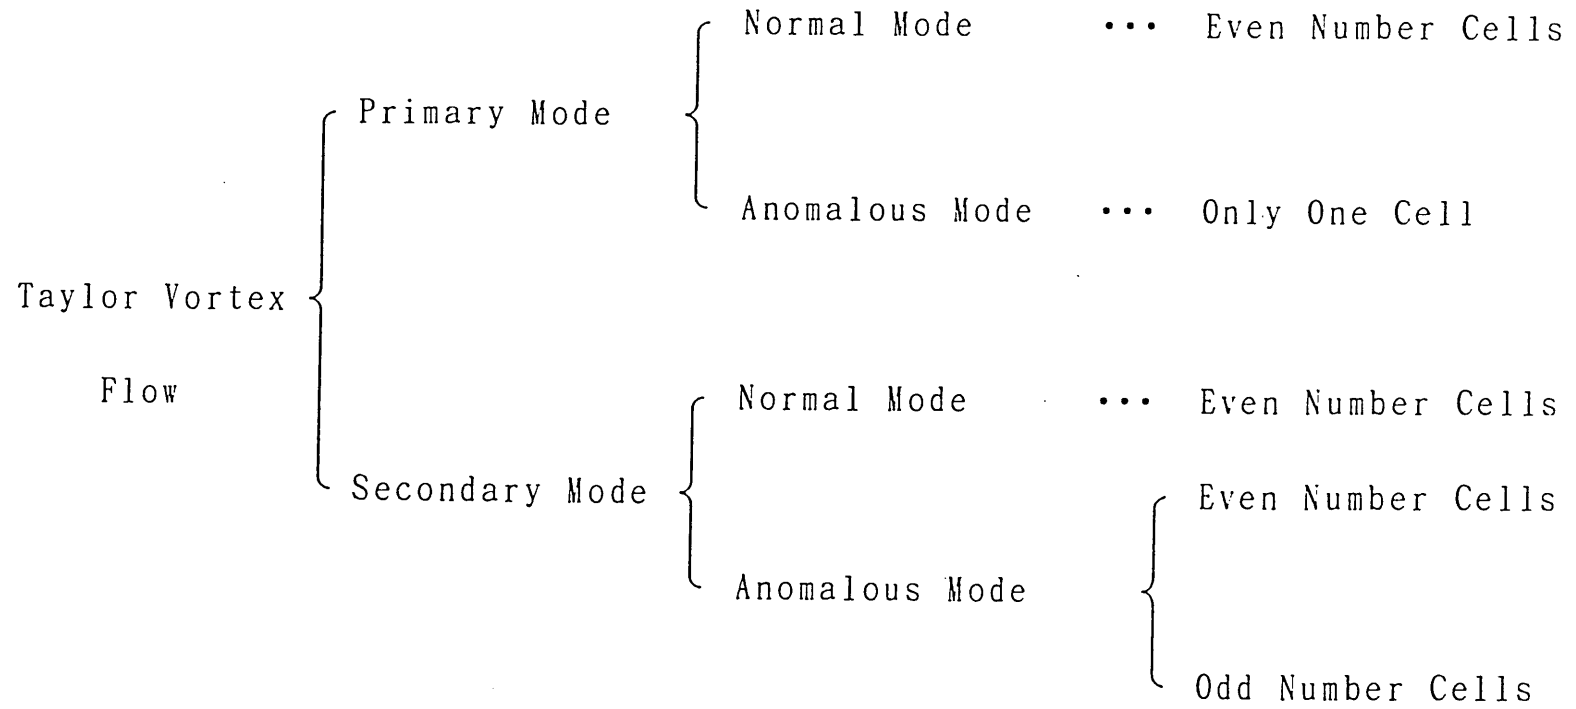 Normal Mode ••• Even Number Cells
Primary Mode
Anomalous Mode ••• Only One Cell
Taylor Vortex
Flow
Normal Mode ••• Even Number Cells
Secondary Mode
Even Number Cells
Anomalous Mode
Odd Number Cells